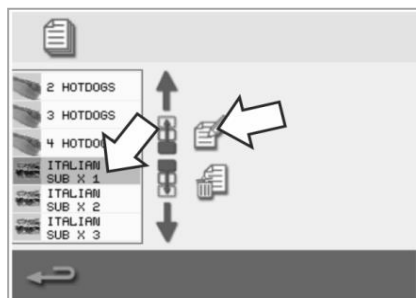 2 HOTDOGS
3 HOTDOGS
4 HOTDO
ITALIAN
SUB X 1
ITALIAN
SUB X 2
ITALIAN
SUB X 3